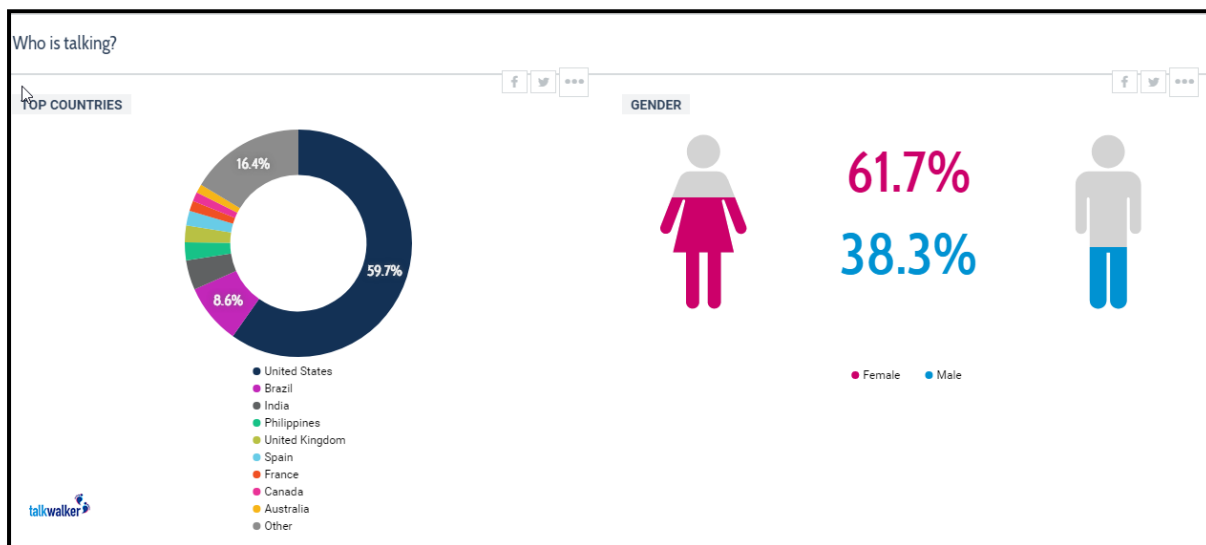 Who is talking?
TOP COUNTRIES
16.4%
59.7%
8.6%
United States
Brazil
India
Philippines
United Kingdom
Spain
France
Canada
Australia
Other
talkwalker
GENDER
61.7%
38.3%
Female Male